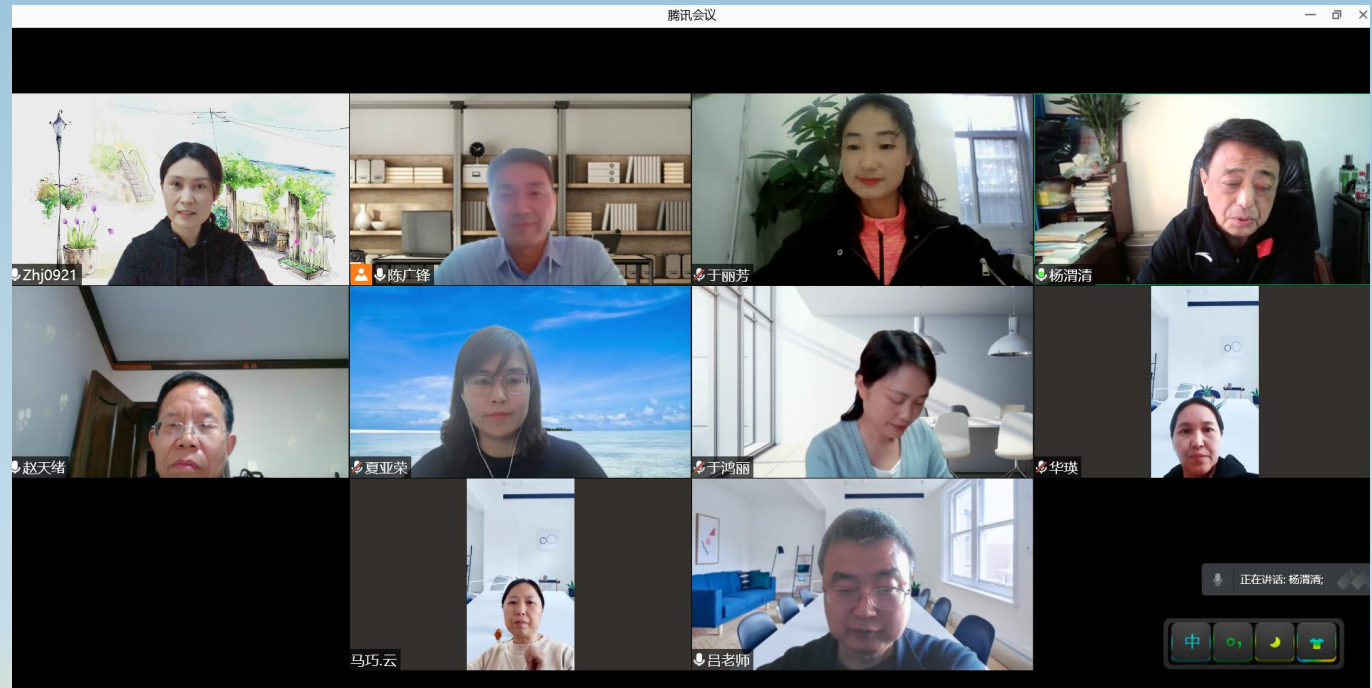 腾讯会议
Zhj0921
陈广锋
于丽芳
杨渭清
赵天绪
夏亚荣
于鸿丽
华瑛
马巧.云
吕老师
正在讲话: 杨渭清;
中